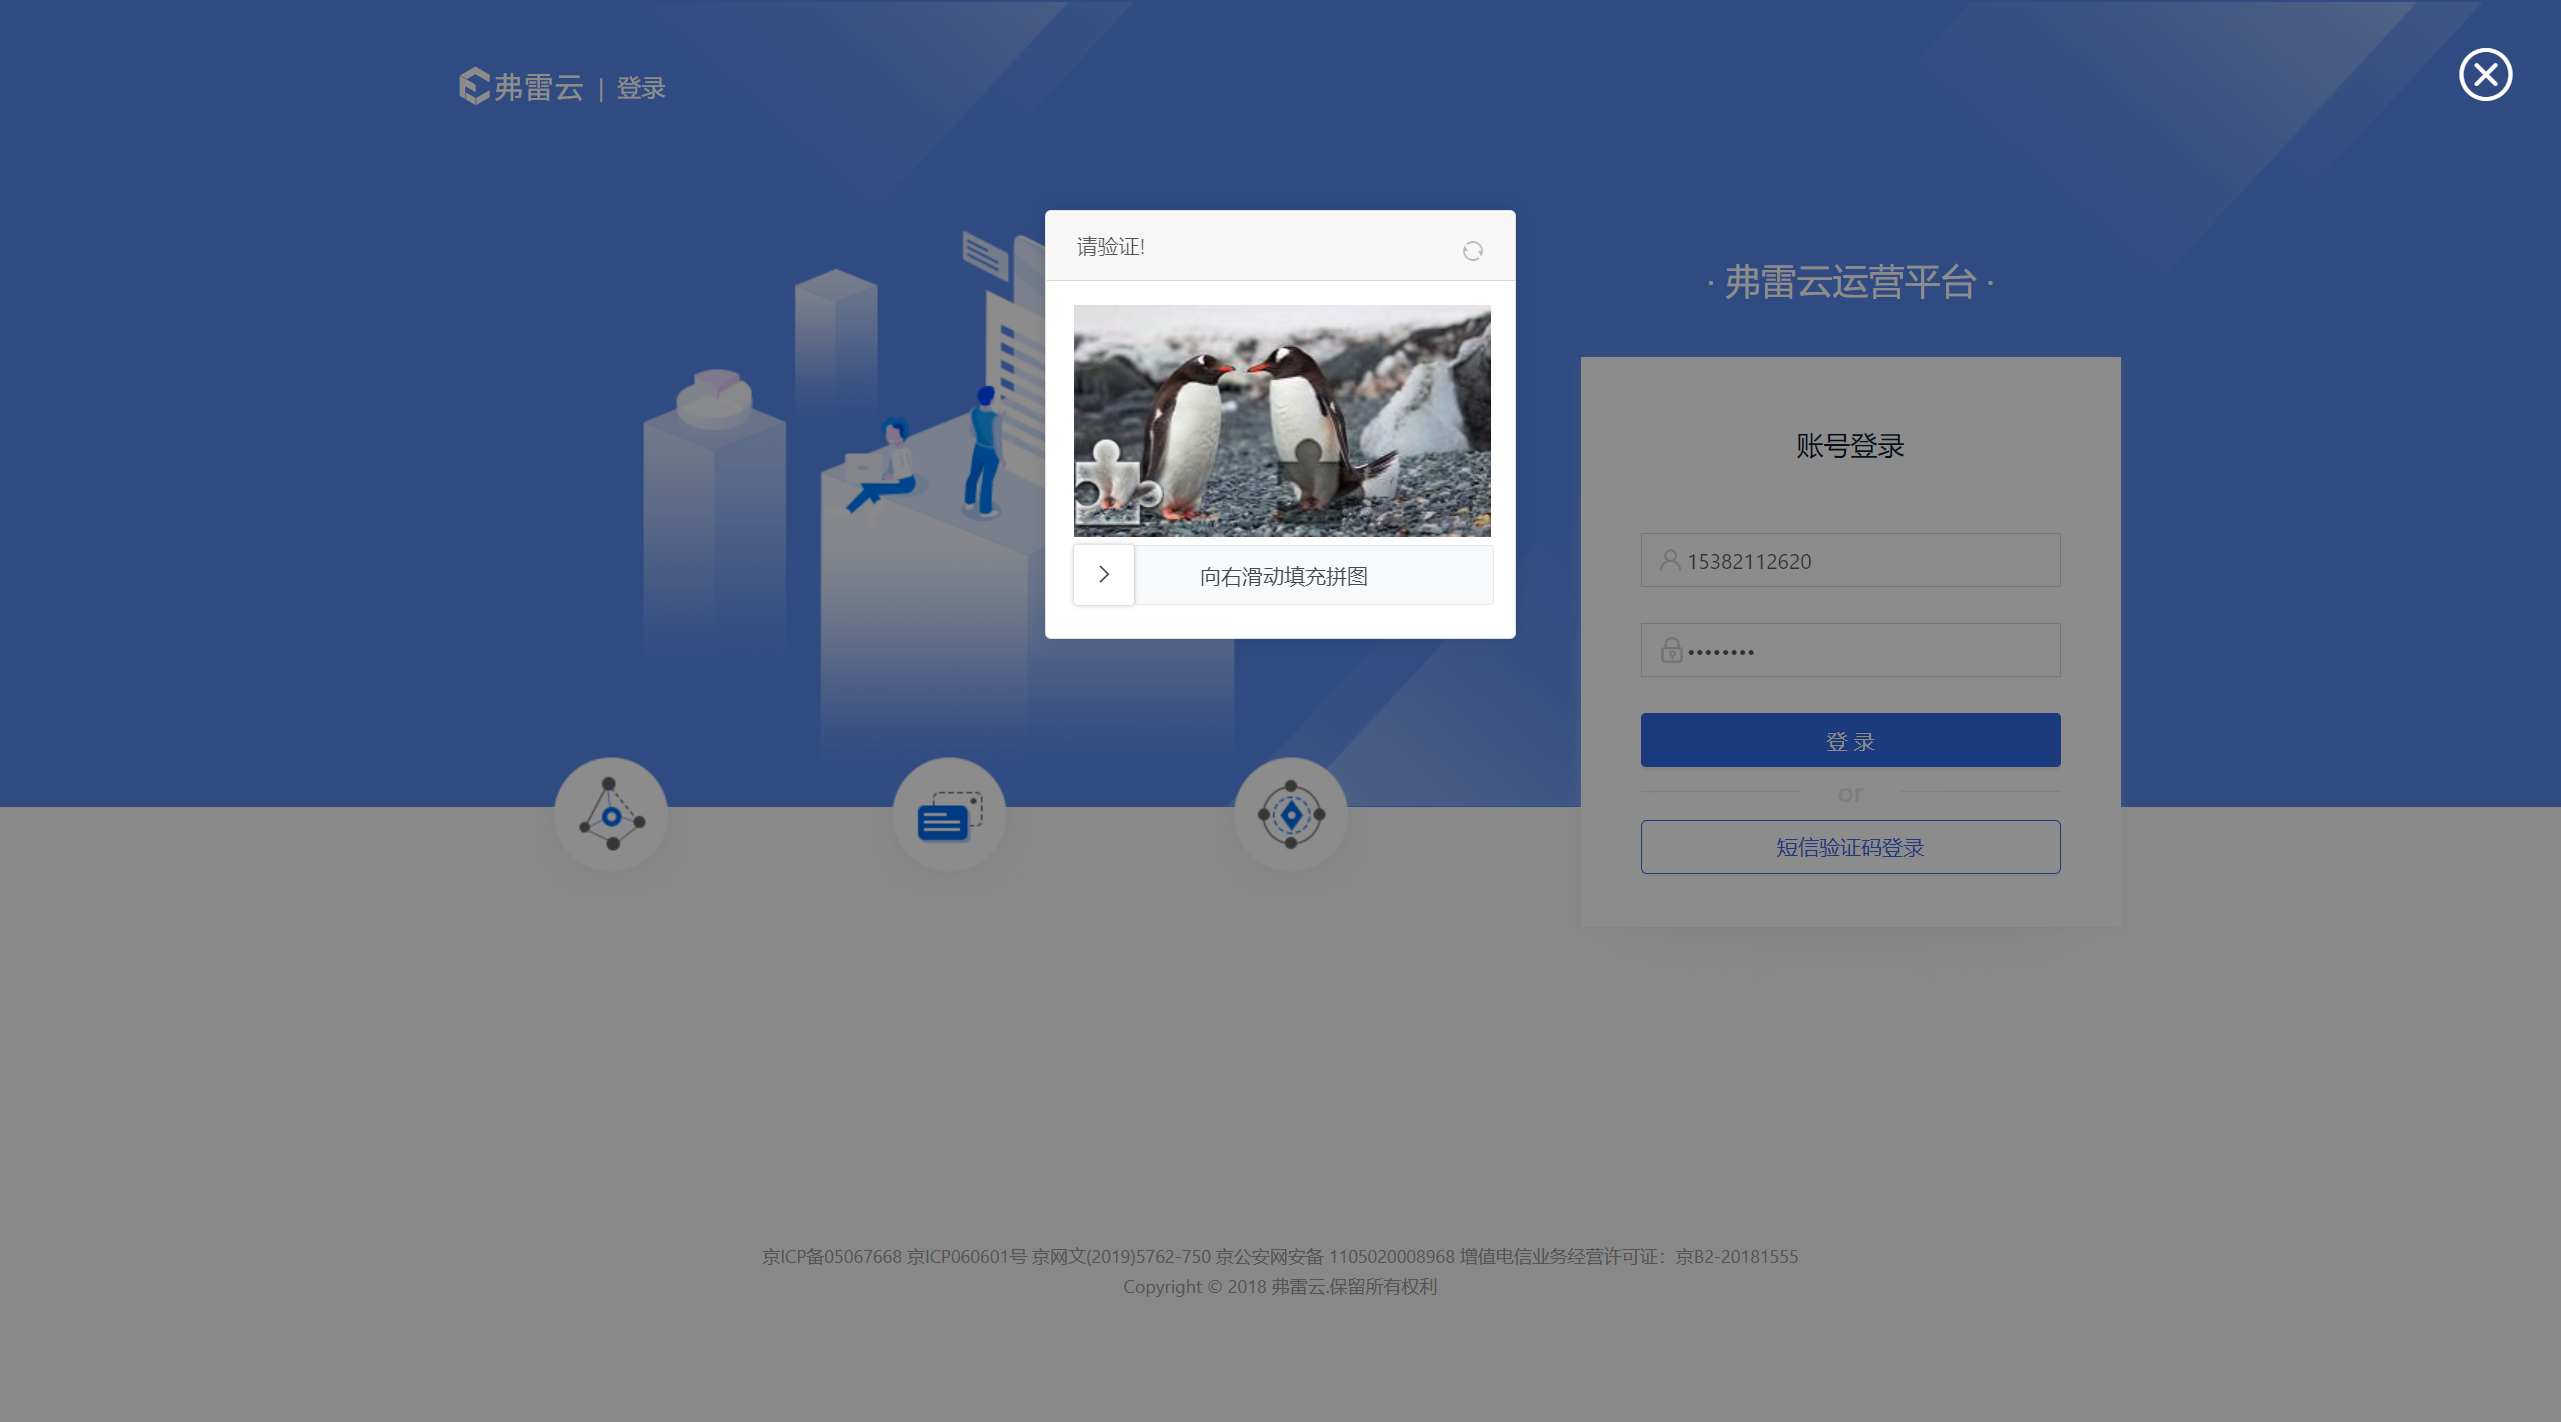 弗雷云 | 登录
请验证!
向右滑动填充拼图
· 弗雷云运营平台 ·
账号登录
15382112620
••••••••
登 录
or
短信验证码登录
京ICP备05067668 京ICP060601号 京网文(2019)5762-750 京公安网安备 1105020008968 增值电信业务经营许可证：京B2-20181555
Copyright © 2018 弗雷云.保留所有权利